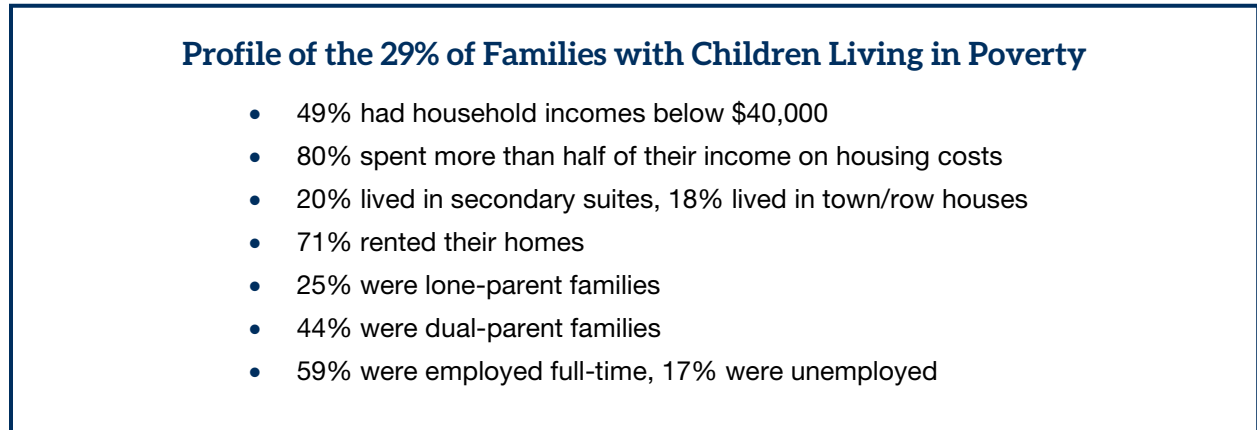 Profile of the 29% of Families with Children Living in Poverty
• 49% had household incomes below $40,000
• 80% spent more than half of their income on housing costs
• 20% lived in secondary suites, 18% lived in town/row houses
• 71% rented their homes
• 25% were lone-parent families
• 44% were dual-parent families
• 59% were employed full-time, 17% were unemployed